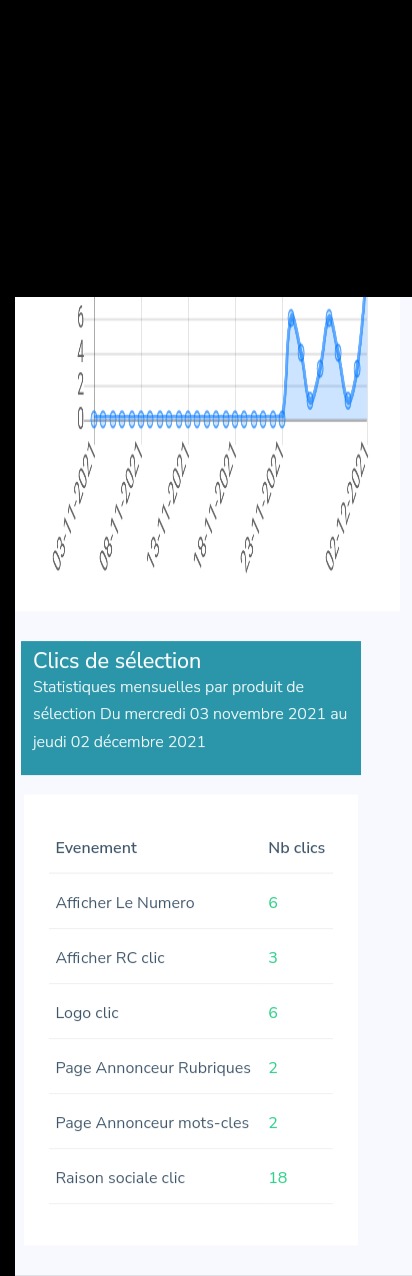 6
4
2
0
03-11-2021
08-11-2021
13-11-2021
18-11-2021
23-11-2021
02-12-2021
Clics de sélection
Statistiques mensuelles par produit de
sélection Du mercredi 03 novembre 2021 au
jeudi 02 décembre 2021
Evenement Nb clics
Afficher Le Numero 6
Afficher RC clic 3
Logo clic 6
Page Annonceur Rubriques 2
Page Annonceur mots-cles 2
Raison sociale clic 18